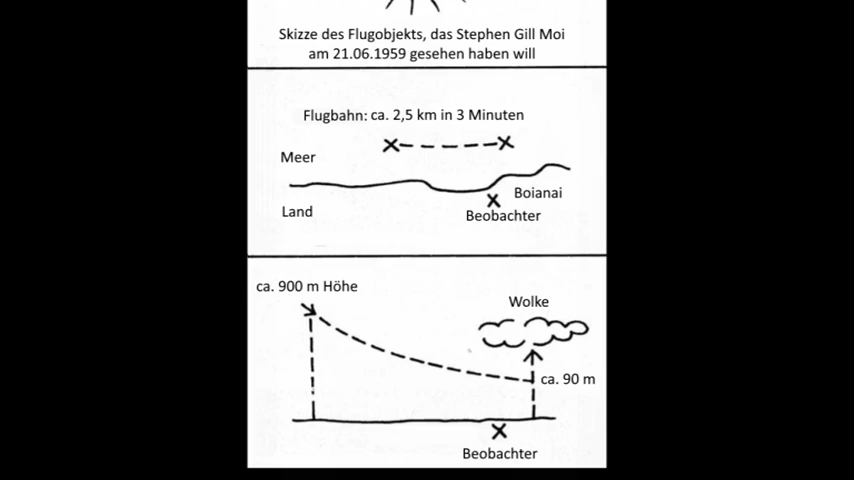 Skizze des Flugobjekts, das Stephen Gill Moi
am 21.06.1959 gesehen haben will
Flugbahn: ca. 2,5 km in 3 Minuten
Meer
Boianai
Land
Beobachter
ca. 900 m Höhe
Wolke
ca. 90 m
Beobachter